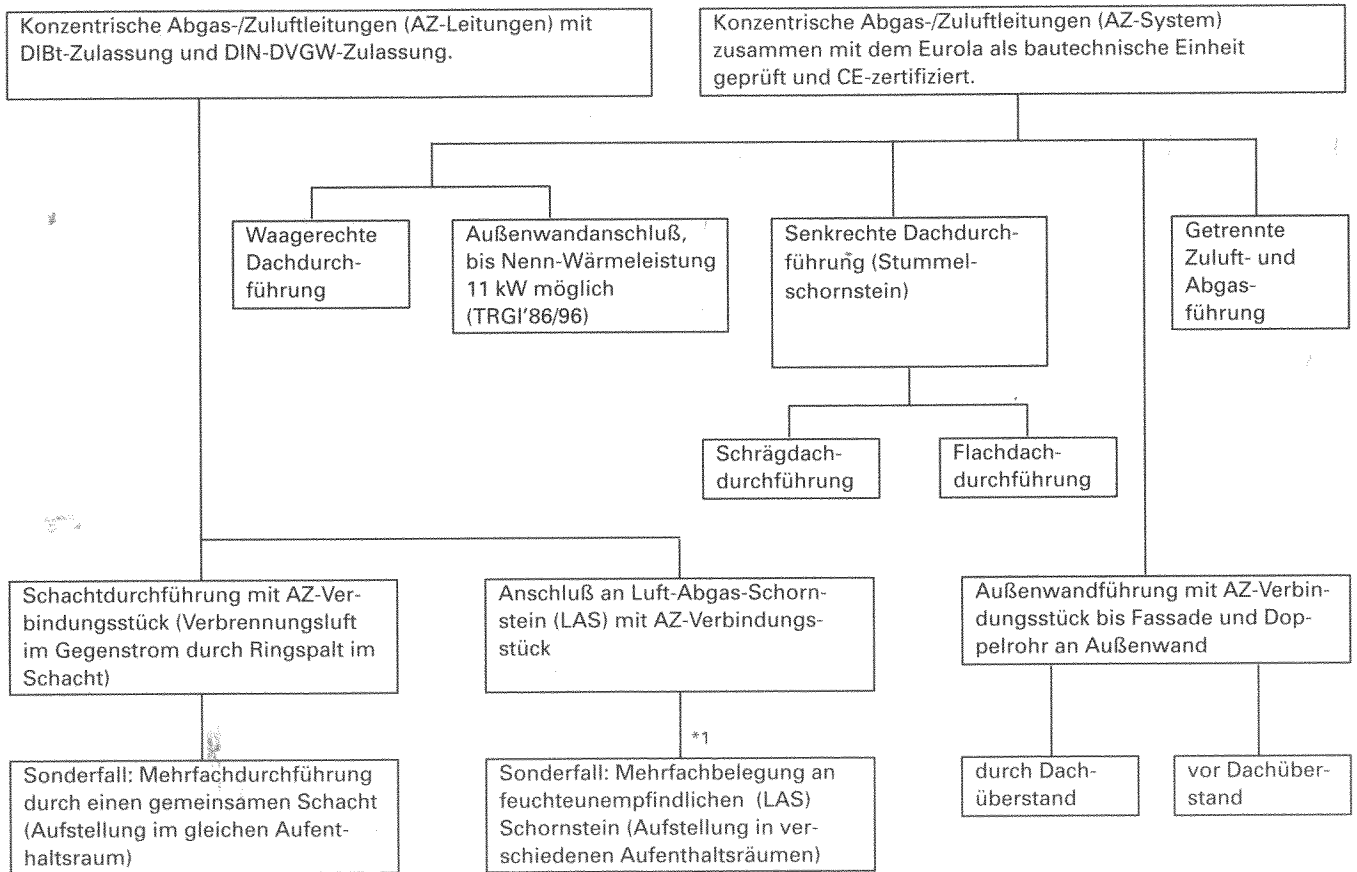 Konzentrische Abgas-/Zuluftleitungen (AZ-Leitungen) mit
DIBt-Zulassung und DIN-DVGW-Zulassung.
Konzentrische Abgas-/Zuluftleitungen (AZ-System)
zusammen mit dem Eurola als bautechnische Einheit
geprüft und CE-zertifiziert.
Waagerechte
Dachdurch-
führung
Außenwandanschluß,
bis Nenn-Wärmeleistung
11 kW möglich
(TRGI'86/96)
Senkrechte Dachdurch-
führung (Stummel-
schornstein)
Getrennte
Zuluft- und
Abgas-
führung
Schrägdach-
durchführung
Flachdach-
durchführung
Schachtdurchführung mit AZ-Ver-
bindungsstück (Verbrennungsluft
im Gegenstrom durch Ringspalt im
Schacht)
Anschluß an Luft-Abgas-Schorn-
stein (LAS) mit AZ-Verbindungs-
stück
Außenwandführung mit AZ-Verbin-
dungsstück bis Fassade und Dop-
pelrohr an Außenwand
*1
Sonderfall: Mehrfachdurchführung
durch einen gemeinsamen Schacht
(Aufstellung im gleichen Aufent-
haltsraum)
Sonderfall: Mehrfachbelegung an
feuchteunempfindlichen (LAS)
Schornstein (Aufstellung in ver-
schiedenen Aufenthaltsräumen)
durch Dach-
überstand
vor Dachüber-
stand